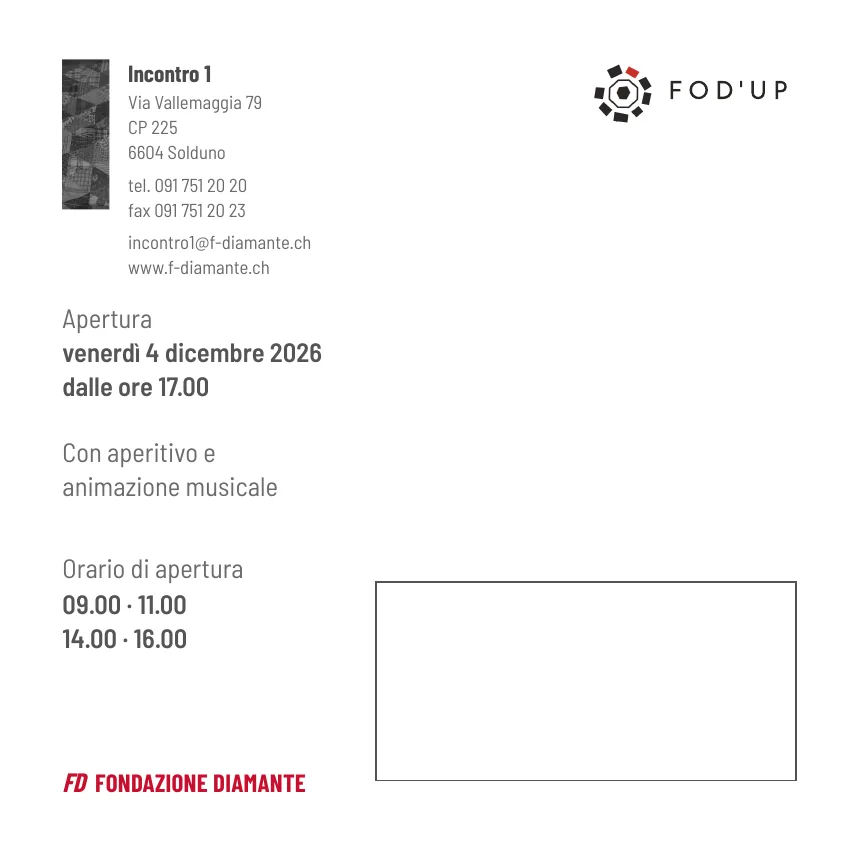 Incontro 1
Via Vallemaggia 79
CP 225
6604 Solduno
tel. 091 751 20 20
fax 091 751 20 23
incontro1@f-diamante.ch
www.f-diamante.ch
FOD'UP
Apertura
venerdì 4 dicembre 2026
dalle ore 17.00
Con aperitivo e
animazione musicale
Orario di apertura
09.00 · 11.00
14.00 · 16.00
FD FONDAZIONE DIAMANTE